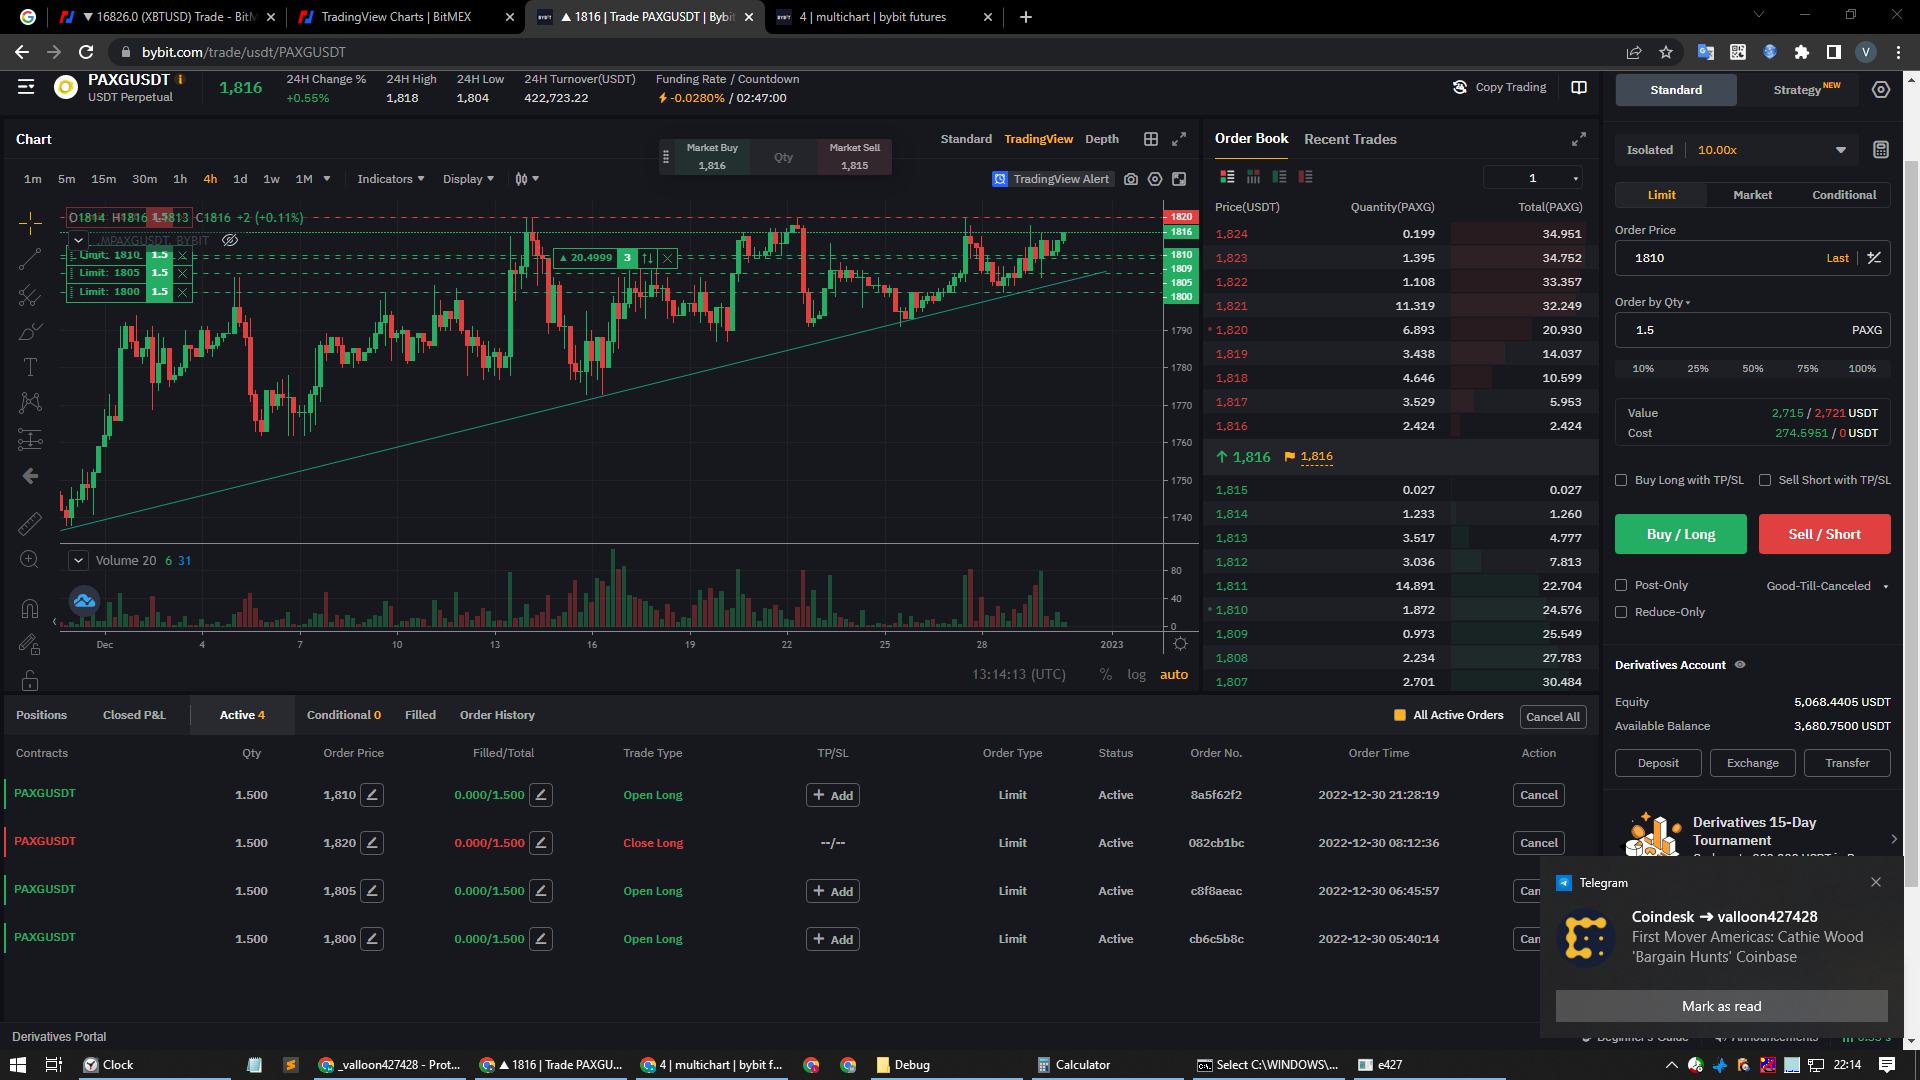 ▼ 16826.0 (XBTUSD) Trade - BitM
TradingView Charts | BitMEX
▲ 1816 | Trade PAXGUSDT | Bybit
4 | multichart | bybit futures
bybit.com/trade/usdt/PAXGUSDT
V
PAXGUSDT
USDT Perpetual
1,816
24H Change %
+0.55%
24H High
1,818
24H Low
1,804
24H Turnover(USDT)
422,723.22
Funding Rate / Countdown
-0.0280% / 02:47:00
Copy Trading
Standard
Strategy NEW
Chart
Market Buy
1,816
Qty
Market Sell
1,815
Standard
TradingView
Depth
1m 5m 15m 30m 1h 4h 1d 1w 1M
Indicators
Display
TradingView Alert
O1814 H1816 L1813 C1816 +2 (+0.11%)
MPAXGUSDT, BYBIT
Limit: 1810 1.5
Limit: 1805 1.5
Limit: 1800 1.5
▲ 20.4999 3
1820
1816
1810
1809
1805
1800
1790
1780
1770
1760
1750
1740
Volume 20 6 31
80
40
0
Dec 4 7 10 13 16 19 22 25 28 2023
13:14:13 (UTC)
%
log
auto
Order Book
Recent Trades
1
Price(USDT) Quantity(PAXG) Total(PAXG)
1,824 0.199 34.951
1,823 1.395 34.752
1,822 1.108 33.357
1,821 11.319 32.249
1,820 6.893 20.930
1,819 3.438 14.037
1,818 4.646 10.599
1,817 3.529 5.953
1,816 2.424 2.424
1,816 1,816
1,815 0.027 0.027
1,814 1.233 1.260
1,813 3.517 4.777
1,812 3.036 7.813
1,811 14.891 22.704
1,810 1.872 24.576
1,809 0.973 25.549
1,808 2.234 27.783
1,807 2.701 30.484
Isolated 10.00x
Limit
Market
Conditional
Order Price
1810
Last
Order by Qty
1.5
PAXG
10% 25% 50% 75% 100%
Value 2,715 / 2,721 USDT
Cost 274.5951 / 0 USDT
Buy Long with TP/SL
Sell Short with TP/SL
Buy / Long
Sell / Short
Post-Only
Good-Till-Canceled
Reduce-Only
Derivatives Account
Equity 5,068.4405 USDT
Available Balance 3,680.7500 USDT
Deposit
Exchange
Transfer
Derivatives 15-Day
Tournament
Positions
Closed P&L
Active 4
Conditional 0
Filled
Order History
All Active Orders
Cancel All
Contracts Qty Order Price Filled/Total Trade Type TP/SL Order Type Status Order No. Order Time Action
PAXGUSDT 1.500 1,810 0.000/1.500 Open Long + Add Limit Active 8a5f62f2 2022-12-30 21:28:19 Cancel
PAXGUSDT 1.500 1,820 0.000/1.500 Close Long --/-- Limit Active 082cb1bc 2022-12-30 08:12:36 Cancel
PAXGUSDT 1.500 1,805 0.000/1.500 Open Long + Add Limit Active c8f8aeac 2022-12-30 06:45:57 Can
PAXGUSDT 1.500 1,800 0.000/1.500 Open Long + Add Limit Active cb6c5b8c 2022-12-30 05:40:14 Can
Telegram
Coindesk ➔ valloon427428
First Mover Americas: Cathie Wood
'Bargain Hunts' Coinbase
Mark as read
Derivatives Portal
Clock
_valloon427428 - Prot...
▲ 1816 | Trade PAXGU...
4 | multichart | bybit f...
Debug
Calculator
Select C:\WINDOWS\...
e427
22:14